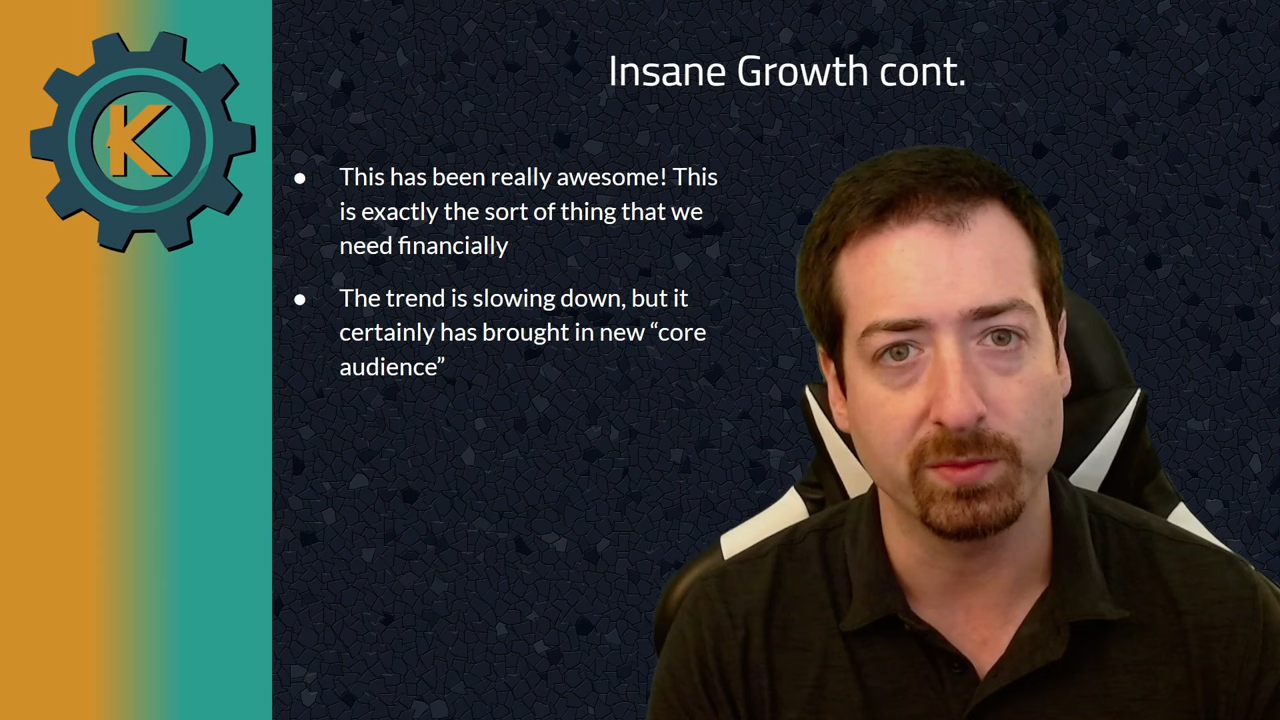 K
Insane Growth cont.
● This has been really awesome! This
is exactly the sort of thing that we
need financially
● The trend is slowing down, but it
certainly has brought in new “core
audience”